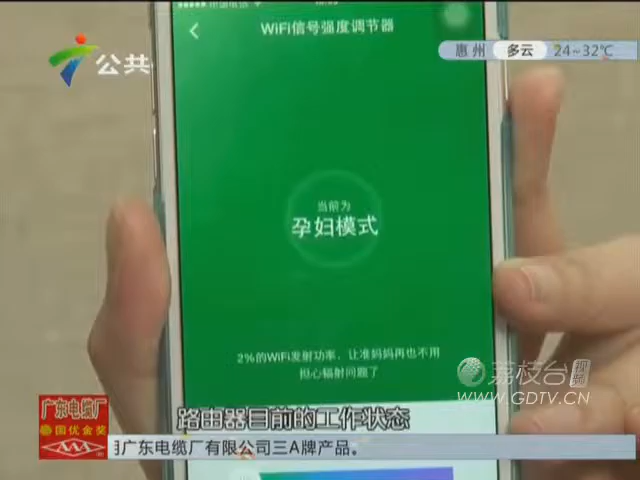 WiFi信号强度调节器
公共
惠州 多云 24~32℃
当前为
孕妇模式
2%的WiFi发射功率，让准妈妈再也不用
担心辐射问题了
荔枝台 视频
WWW.GDTV.CN
路由器目前的工作状态
广东电缆厂
国优金奖
AAA
广东电缆厂有限公司三A牌产品。